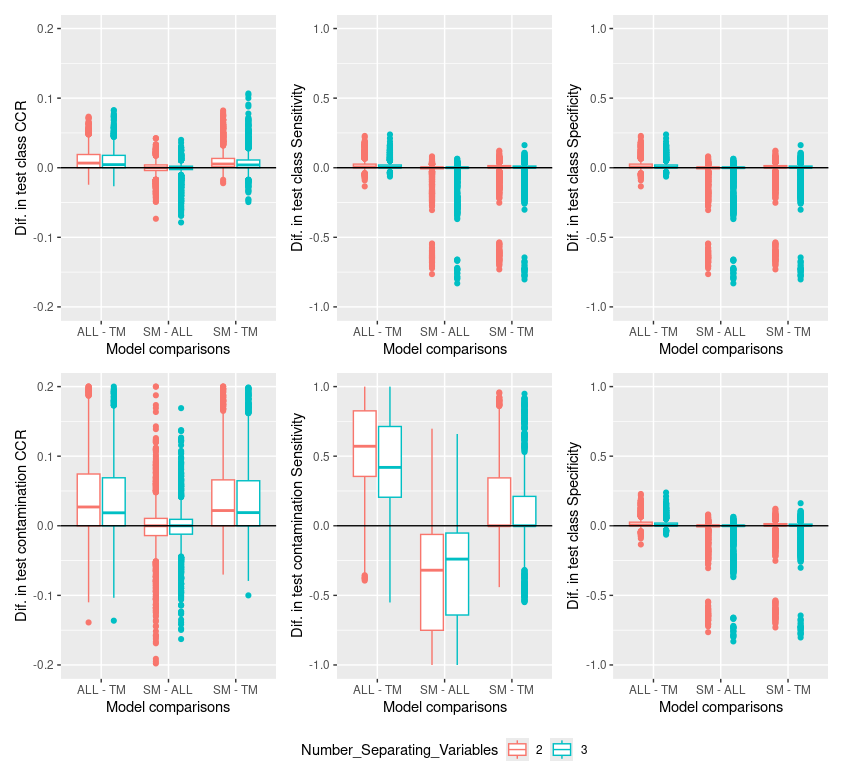 Dif. in test class CCR
0.2
0.1
0.0
-0.1
-0.2
ALL - TM SM - ALL SM - TM
Model comparisons
Dif. in test class Sensitivity
1.0
0.5
0.0
-0.5
-1.0
ALL - TM SM - ALL SM - TM
Model comparisons
Dif. in test class Specificity
1.0
0.5
0.0
-0.5
-1.0
ALL - TM SM - ALL SM - TM
Model comparisons
Dif. in test contamination CCR
0.2
0.1
0.0
-0.1
-0.2
ALL - TM SM - ALL SM - TM
Model comparisons
Dif. in test contamination Sensitivity
1.0
0.5
0.0
-0.5
-1.0
ALL - TM SM - ALL SM - TM
Model comparisons
Dif. in test class Specificity
1.0
0.5
0.0
-0.5
-1.0
ALL - TM SM - ALL SM - TM
Model comparisons
Number_Separating_Variables 2 3